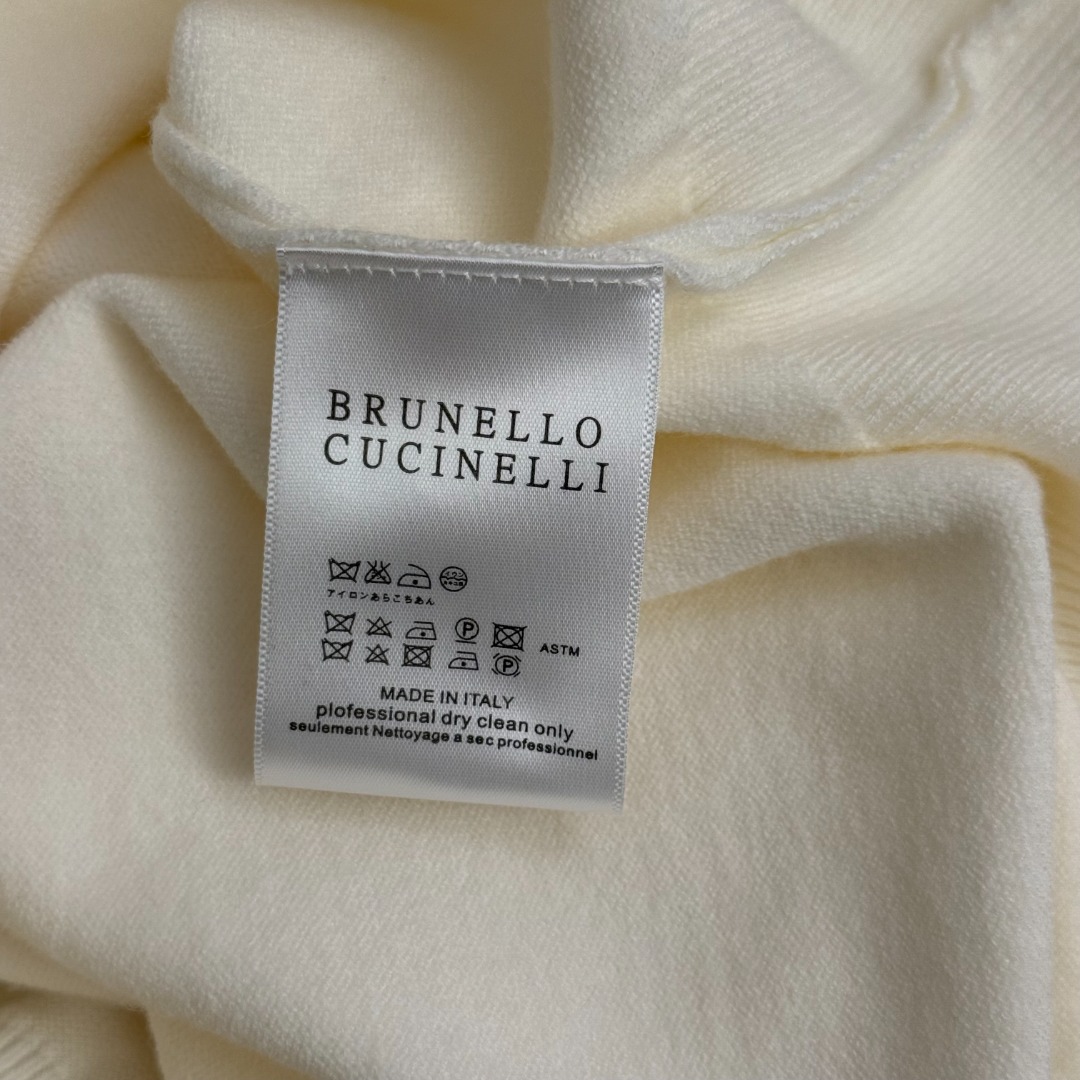 BRUNELLO
CUCINELLI
アイロンあらこちあん
P
ASTM
P
MADE IN ITALY
plofessional dry clean only
seulement Nettoyage a sec professionnel